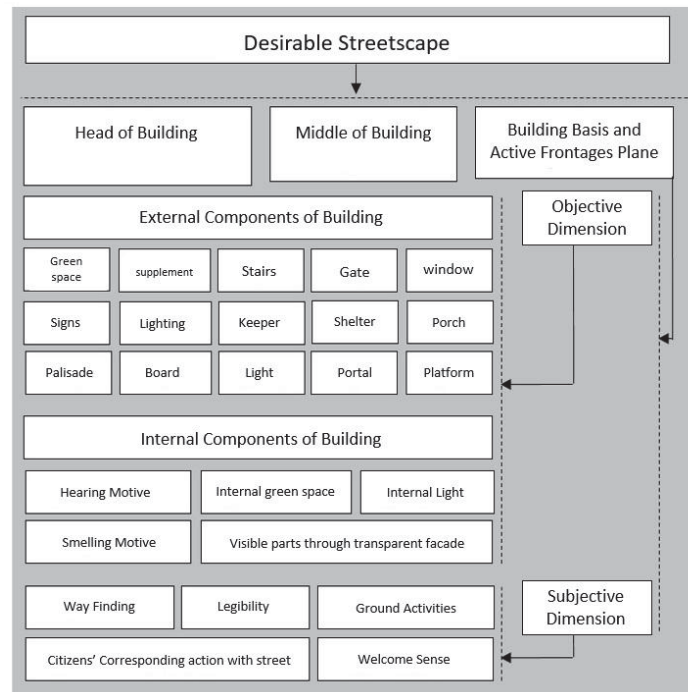 Desirable Streetscape
Head of Building
Middle of Building
Building Basis and
Active Frontages Plane
External Components of Building
Objective
Dimension
Green
space
supplement
Stairs
Gate
window
Signs
Lighting
Keeper
Shelter
Porch
Palisade
Board
Light
Portal
Platform
Internal Components of Building
Hearing Motive
Internal green space
Internal Light
Smelling Motive
Visible parts through transparent facade
Way Finding
Legibility
Ground Activities
Subjective
Dimension
Citizens' Corresponding action with street
Welcome Sense